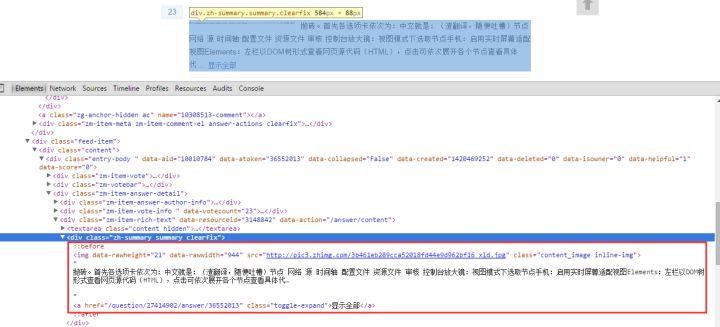 23
div.zh-summary.summary.clearfix 584px × 88px
抛砖。首先各选项卡依次为：中文就是：（渣翻译，随便吐槽）节点
网络 源 时间轴 配置文件 资源文件 审核 控制台放大镜：视图模式下选取节点手机：启用实时屏幕适配
视图Elements：左栏以DOM树形式查看网页源代码（HTML），点击可依次展开各个节点查看具体
代… 显示全部
Elements Network Sources Timeline Profiles Resources Audits Console
</div>
</div>
<a class="zg-anchor-hidden ac" name="10308513-comment"></a>
<div class="zm-item-meta zm-item-comment-el answer-actions clearfix">…</div>
</div>
<div class="feed-item">
<div class="content">
<div class="entry-body " data-aid="10010784" data-atoken="36552013" data-collapsed="False" data-created="1420469252" data-deleted="0" data-isowner="0" data-helpful="1"
data-score="0">
<div class="zm-item-vote">…</div>
<div class="zm-votebar">…</div>
<div class="zm-item-answer-detail">
<div class="zm-item-answer-author-info">…</div>
<div class="zm-item-vote-info " data-votecount="23">…</div>
<div class="zm-item-rich-text" data-resourceid="3148842" data-action="/answer/content">
<textarea class="content hidden">…</textarea>
<div class="zh-summary summary clearfix">
::before
<img data-rawheight="21" data-rawwidth="944" src="http://pic3.zhimg.com/3b461eb289cca52018fd44e9d962bf16_xld.jpg" class="content_image inline-img">
"
抛砖。首先各选项卡依次为：中文就是：（渣翻译，随便吐槽）节点 网络 源 时间轴 配置文件 资源文件 审核 控制台放大镜：视图模式下选取节点手机：启用实时屏幕适配视图Elements：左栏以DOM树
形式查看网页源代码（HTML），点击可依次展开各个节点查看具体代…
"
<a href="/question/27414902/answer/36552013" class="toggle-expand">显示全部</a>
::after
</div>